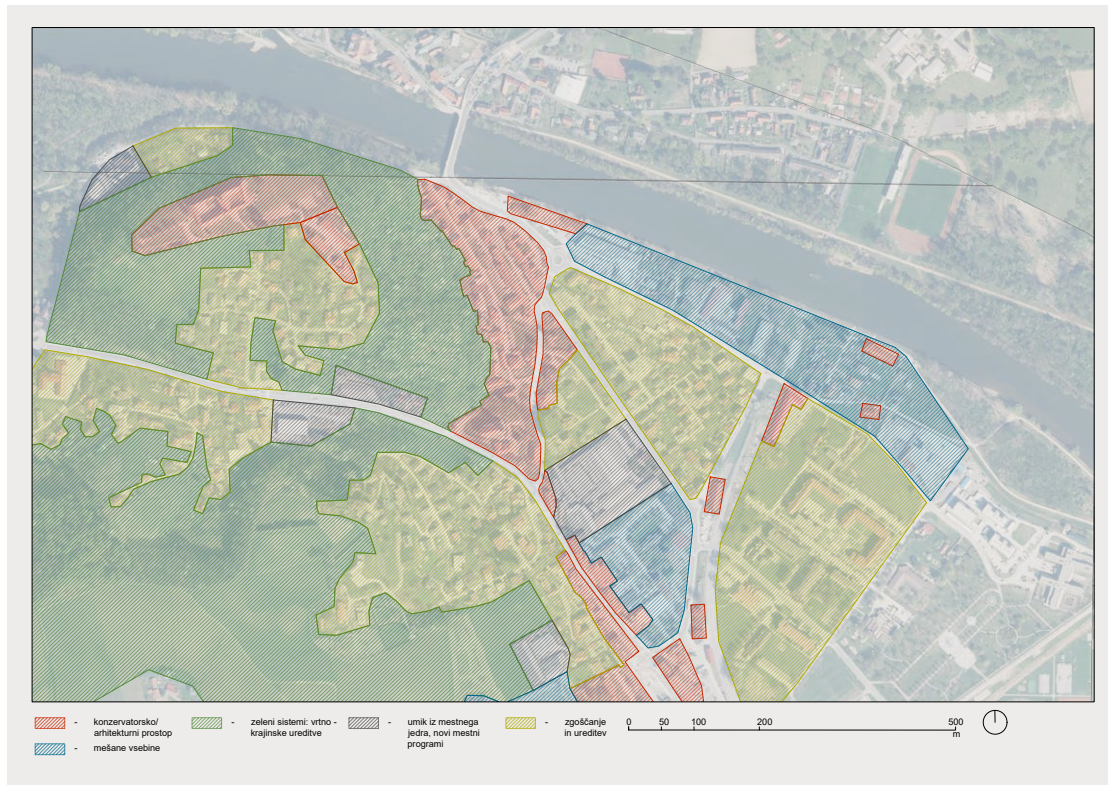 - konzervatorsko/
arhitekturni prostop
- zeleni sistemi: vrtno -
krajinske ureditve
- umik iz mestnega
jedra, novi mestni
programi
- zgoščanje
in ureditev
- mešane vsebine
0 50 100 200 500
m